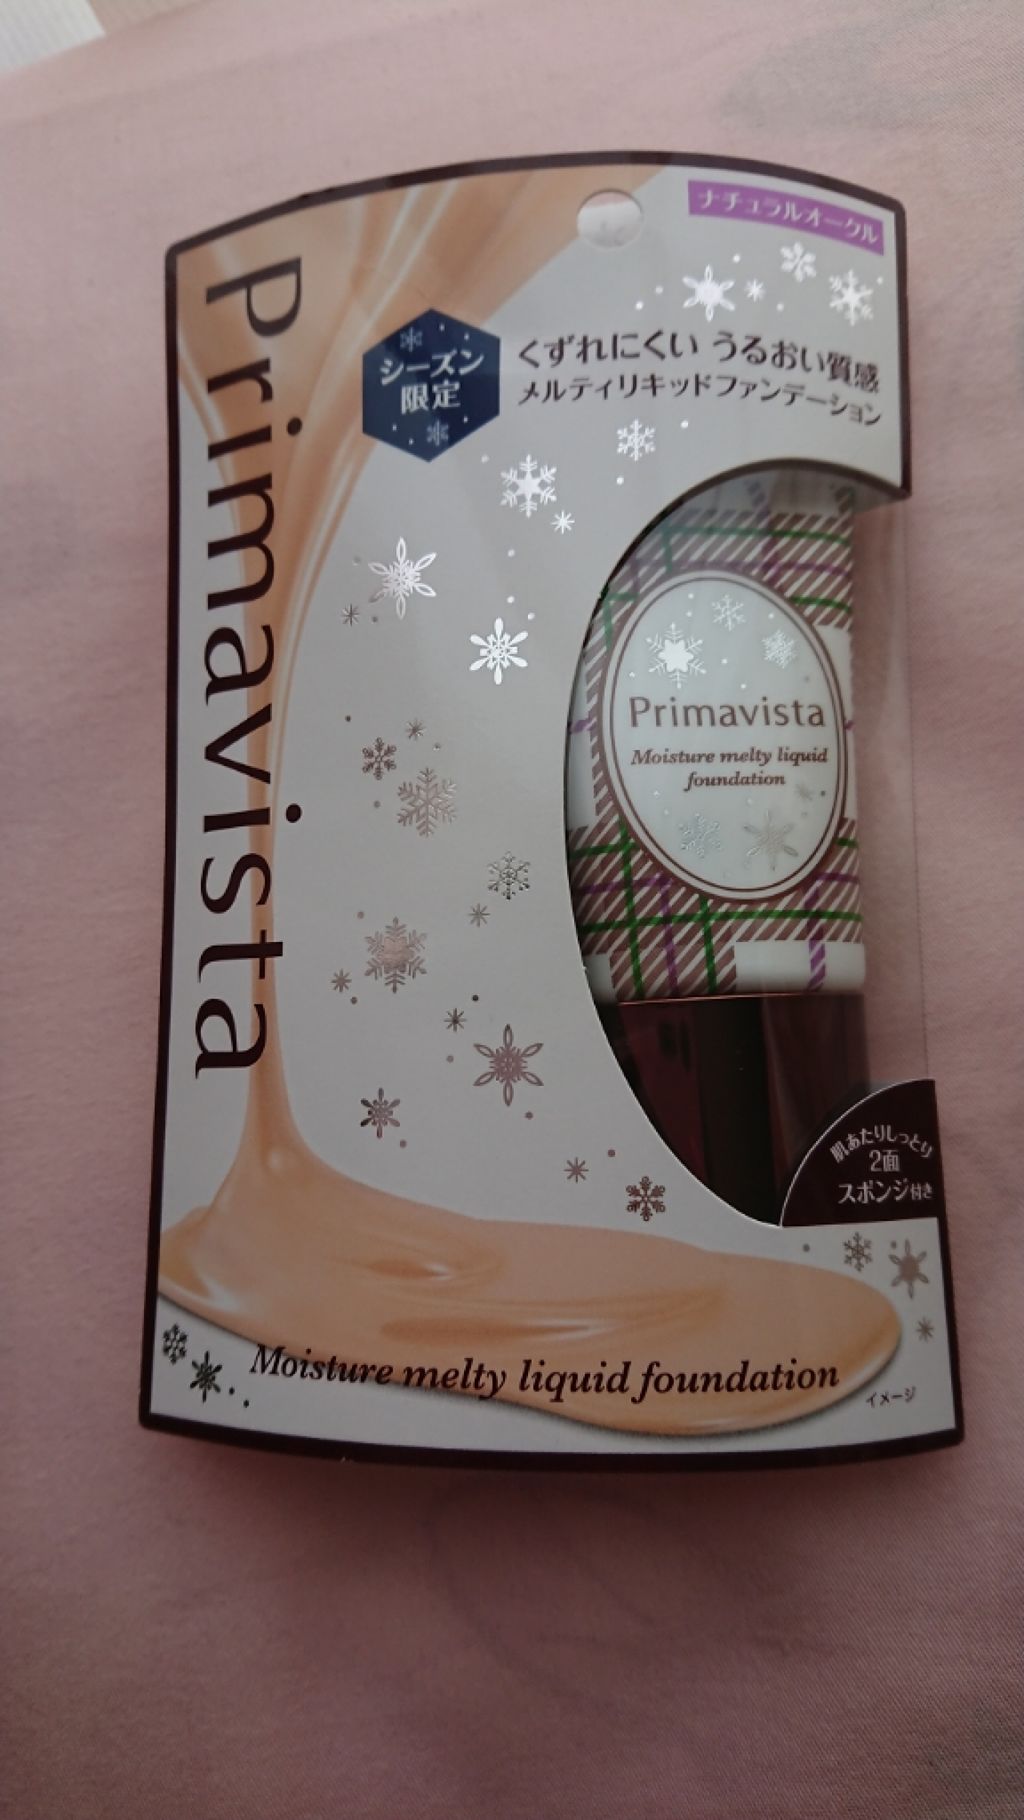 ナチュラルオークル
Primavista
シーズン
限定
くずれにくい うるおい質感
メルティリキッドファンデーション
Primavista
Moisture melty liquid
foundation
肌あたりしっとり
2面
スポンジ付き
Moisture melty liquid foundation
イメージ